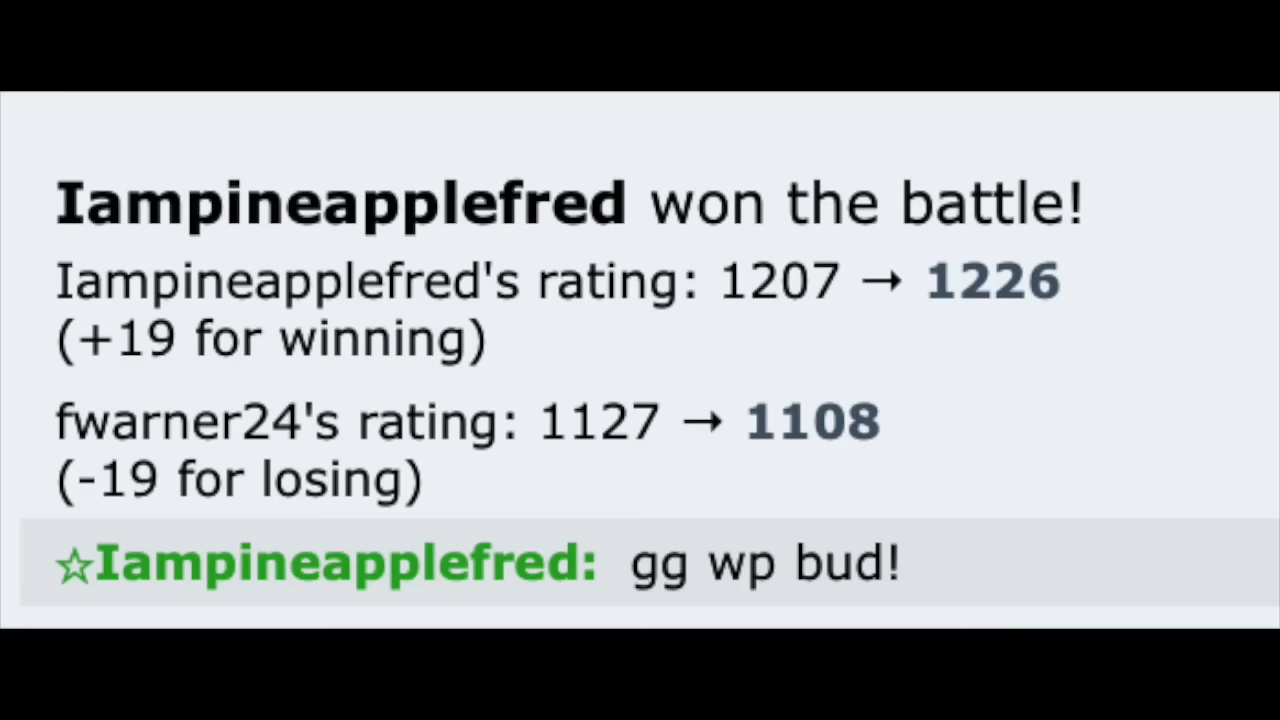 Iampineapplefred won the battle!
Iampineapplefred's rating: 1207 → 1226
(+19 for winning)
fwarner24's rating: 1127 → 1108
(-19 for losing)
☆Iampineapplefred: gg wp bud!